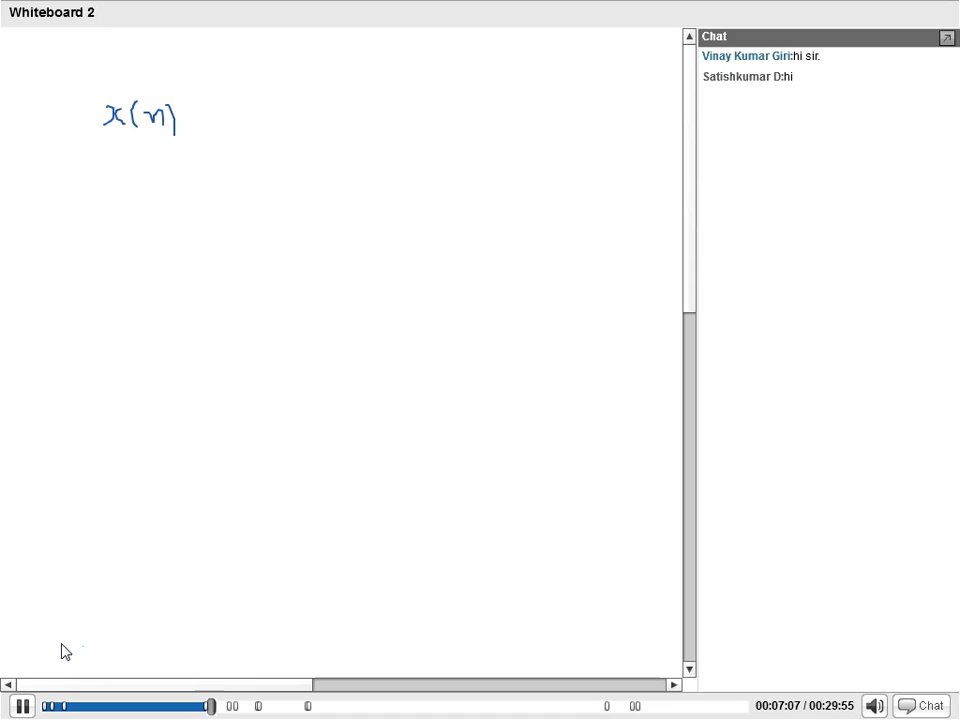 Whiteboard 2
Chat
Vinay Kumar Giri:hi sir.
Satishkumar D:hi
x(n)
00:07:07 / 00:29:55
Chat